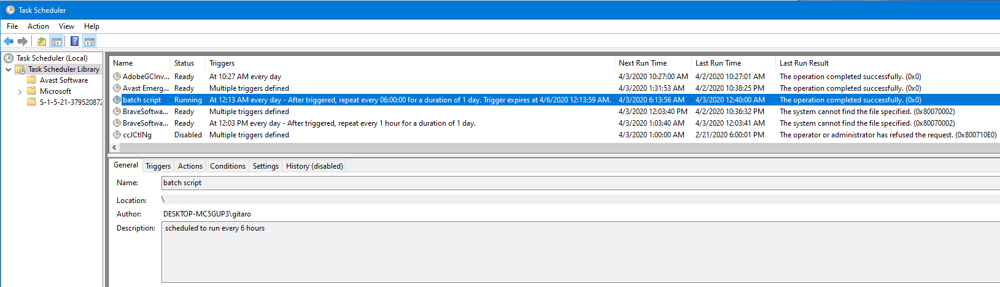 Task Scheduler
File Action View Help
Task Scheduler (Local)
Task Scheduler Library
Avast Software
Microsoft
S-1-5-21-379520872
Name Status Triggers Next Run Time Last Run Time Last Run Result
AdobeGCInv... Ready At 10:27 AM every day 4/3/2020 10:27:00 AM 4/2/2020 10:27:01 AM The operation completed successfully. (0x0)
Avast Emerg... Ready Multiple triggers defined 4/3/2020 1:31:53 AM 4/2/2020 10:38:25 PM The operation completed successfully. (0x0)
batch script Running At 12:13 AM every day - After triggered, repeat every 06:00:00 for a duration of 1 day. Trigger expires at 4/6/2020 12:13:59 AM. 4/3/2020 6:13:56 AM 4/3/2020 12:40:00 AM The operation completed successfully. (0x0)
BraveSoftwa... Ready Multiple triggers defined 4/3/2020 12:03:40 PM 4/2/2020 10:36:32 PM The system cannot find the file specified. (0x80070002)
BraveSoftwa... Ready At 12:03 PM every day - After triggered, repeat every 1 hour for a duration of 1 day. 4/3/2020 1:03:40 AM 4/3/2020 12:03:41 AM The system cannot find the file specified. (0x80070002)
ccJCtlNg Disabled Multiple triggers defined 4/3/2020 1:00:00 AM 2/21/2020 6:00:01 PM The operator or administrator has refused the request. (0x800710E0)
General Triggers Actions Conditions Settings History (disabled)
Name: batch script
Location: \
Author: DESKTOP-MC5GUP3\gitaro
Description: scheduled to run every 6 hours